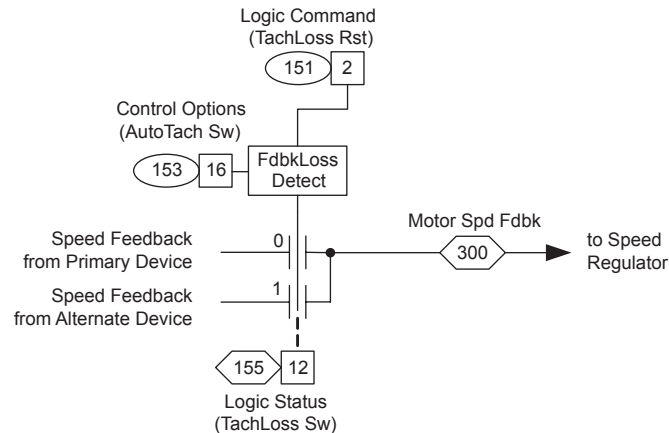 Logic Command
(TachLoss Rst)
151 2
Control Options
(AutoTach Sw)
153 16
FdbkLoss
Detect
Motor Spd Fdbk
Speed Feedback
from Primary Device
0
300
to Speed
Regulator
Speed Feedback
from Alternate Device
1
155 12
Logic Status
(TachLoss Sw)